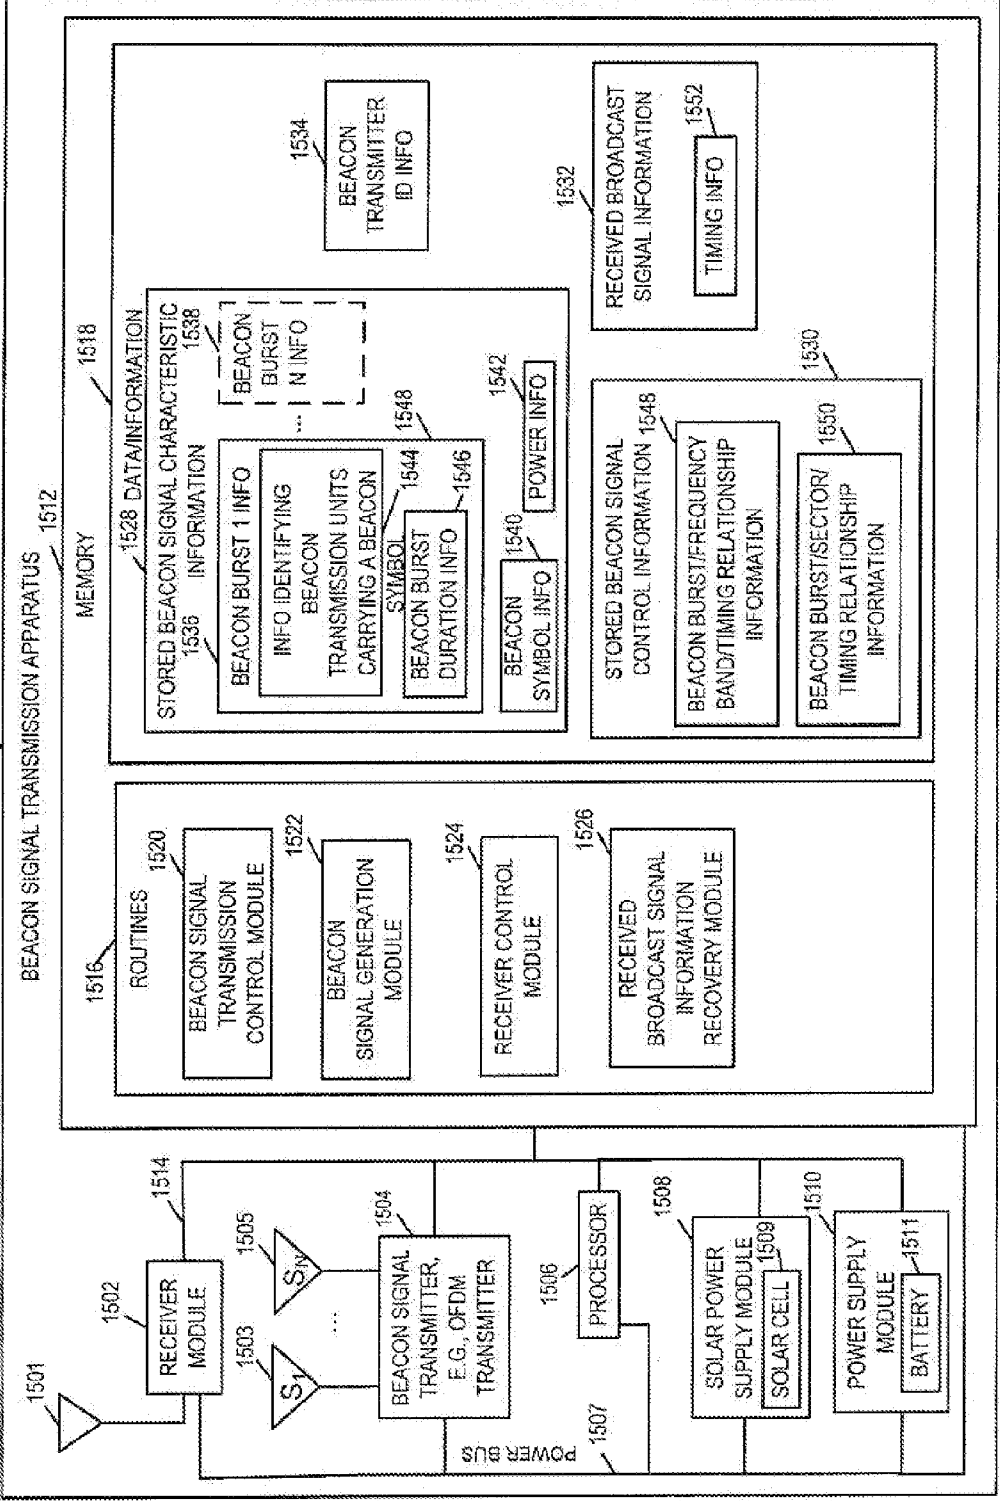 BEACON SIGNAL TRANSMISSION APPARATUS
1512
MEMORY
1518
1516
ROUTINES
1520
BEACON SIGNAL
TRANSMISSION
CONTROL MODULE
1522
BEACON
SIGNAL GENERATION
MODULE
1524
RECEIVER CONTROL
MODULE
1526
RECEIVED
BROADCAST SIGNAL
INFORMATION
RECOVERY MODULE
1528 DATA/INFORMATION
STORED BEACON SIGNAL CHARACTERISTIC
INFORMATION
1536
BEACON BURST 1 INFO
INFO IDENTIFYING
BEACON
TRANSMISSION UNITS
CARRYING A BEACON
SYMBOL
1544
1548
BEACON BURST
DURATION INFO
1546
...
1538
BEACON
BURST
N INFO
BEACON
SYMBOL INFO
1540
POWER INFO
1542
1534
BEACON
TRANSMITTER
ID INFO
STORED BEACON SIGNAL
CONTROL INFORMATION
1530
1548
BEACON BURST/FREQUENCY
BAND/TIMING RELATIONSHIP
INFORMATION
1550
BEACON BURST/SECTOR/
TIMING RELATIONSHIP
INFORMATION
1532
RECEIVED BROADCAST
SIGNAL INFORMATION
1552
TIMING INFO
1501
1502
RECEIVER
MODULE
1514
1503
S1
...
1505
SN
1504
BEACON SIGNAL
TRANSMITTER,
E.G., OFDM
TRANSMITTER
POWER BUS
1507
1506
PROCESSOR
1508
SOLAR POWER
SUPPLY MODULE
1509
SOLAR CELL
1510
POWER SUPPLY
MODULE
1511
BATTERY